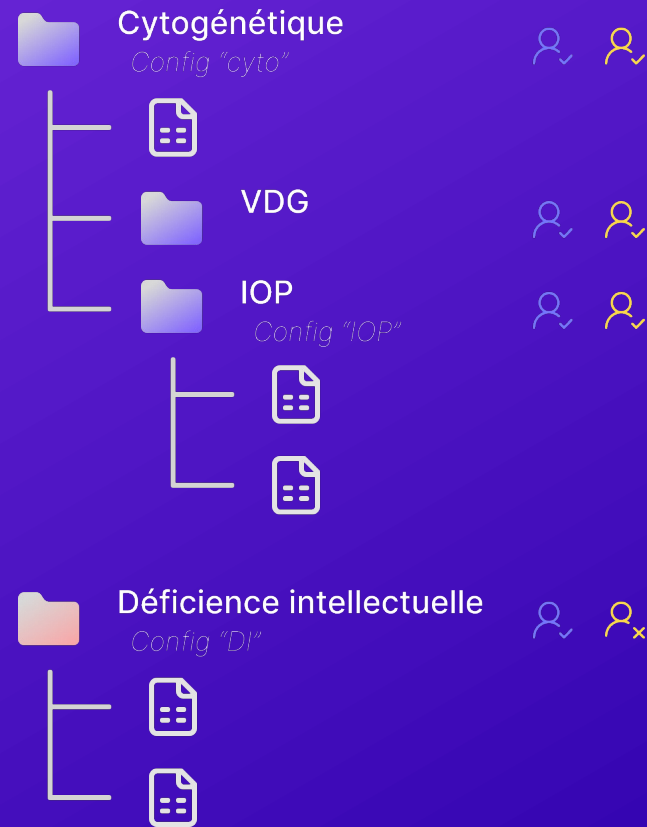 Cytogénétique
Config “cyto”
VDG
IOP
Config “IOP”
Déficience intellectuelle
Config “DI”